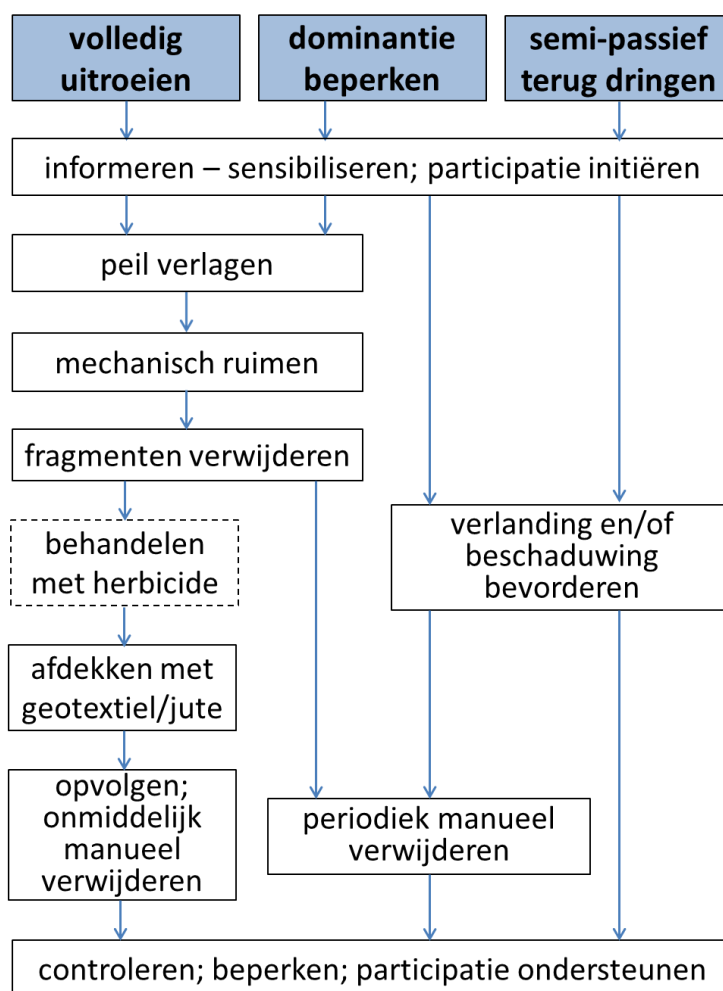 volledig
uitroeien
dominantie
beperken
semi-passief
terug dringen
informeren – sensibiliseren; participatie initiëren
peil verlagen
mechanisch ruimen
fragmenten verwijderen
behandelen
met herbicide
verlanding en/of
beschaduwing
bevorderen
afdekken met
geotextiel/jute
opvolgen;
onmiddelijk
manueel
verwijderen
periodiek manueel
verwijderen
controleren; beperken; participatie ondersteunen